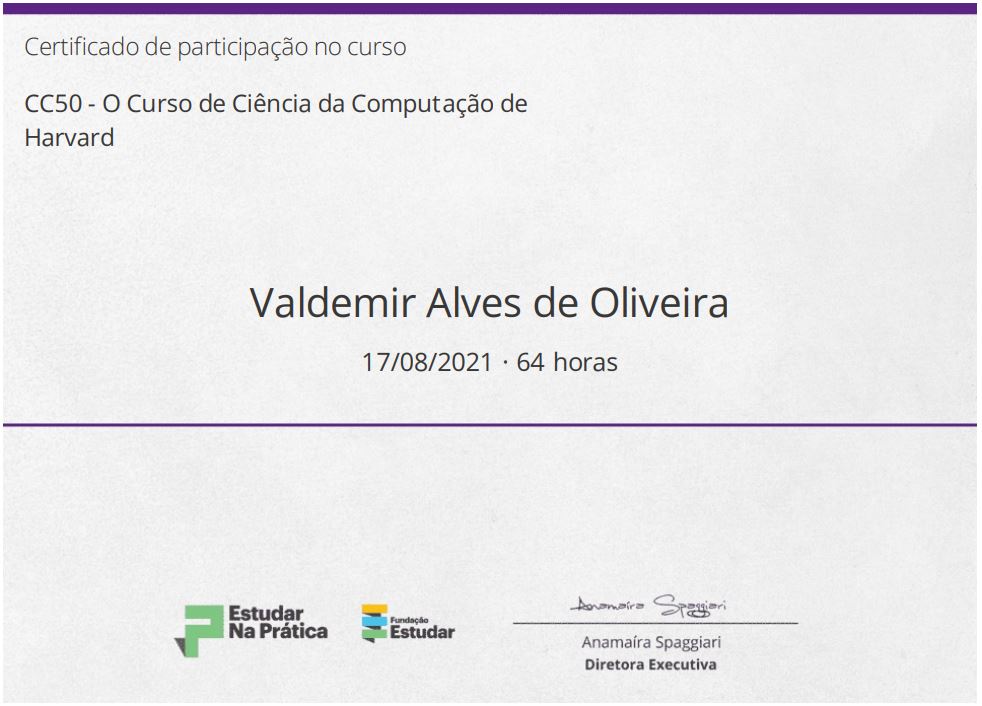 Certificado de participação no curso
CC50 - O Curso de Ciência da Computação de
Harvard
Valdemir Alves de Oliveira
17/08/2021 · 64 horas
Estudar
Na Prática
Fundação
Estudar
Anamaíra Spaggiari
Anamaíra Spaggiari
Diretora Executiva